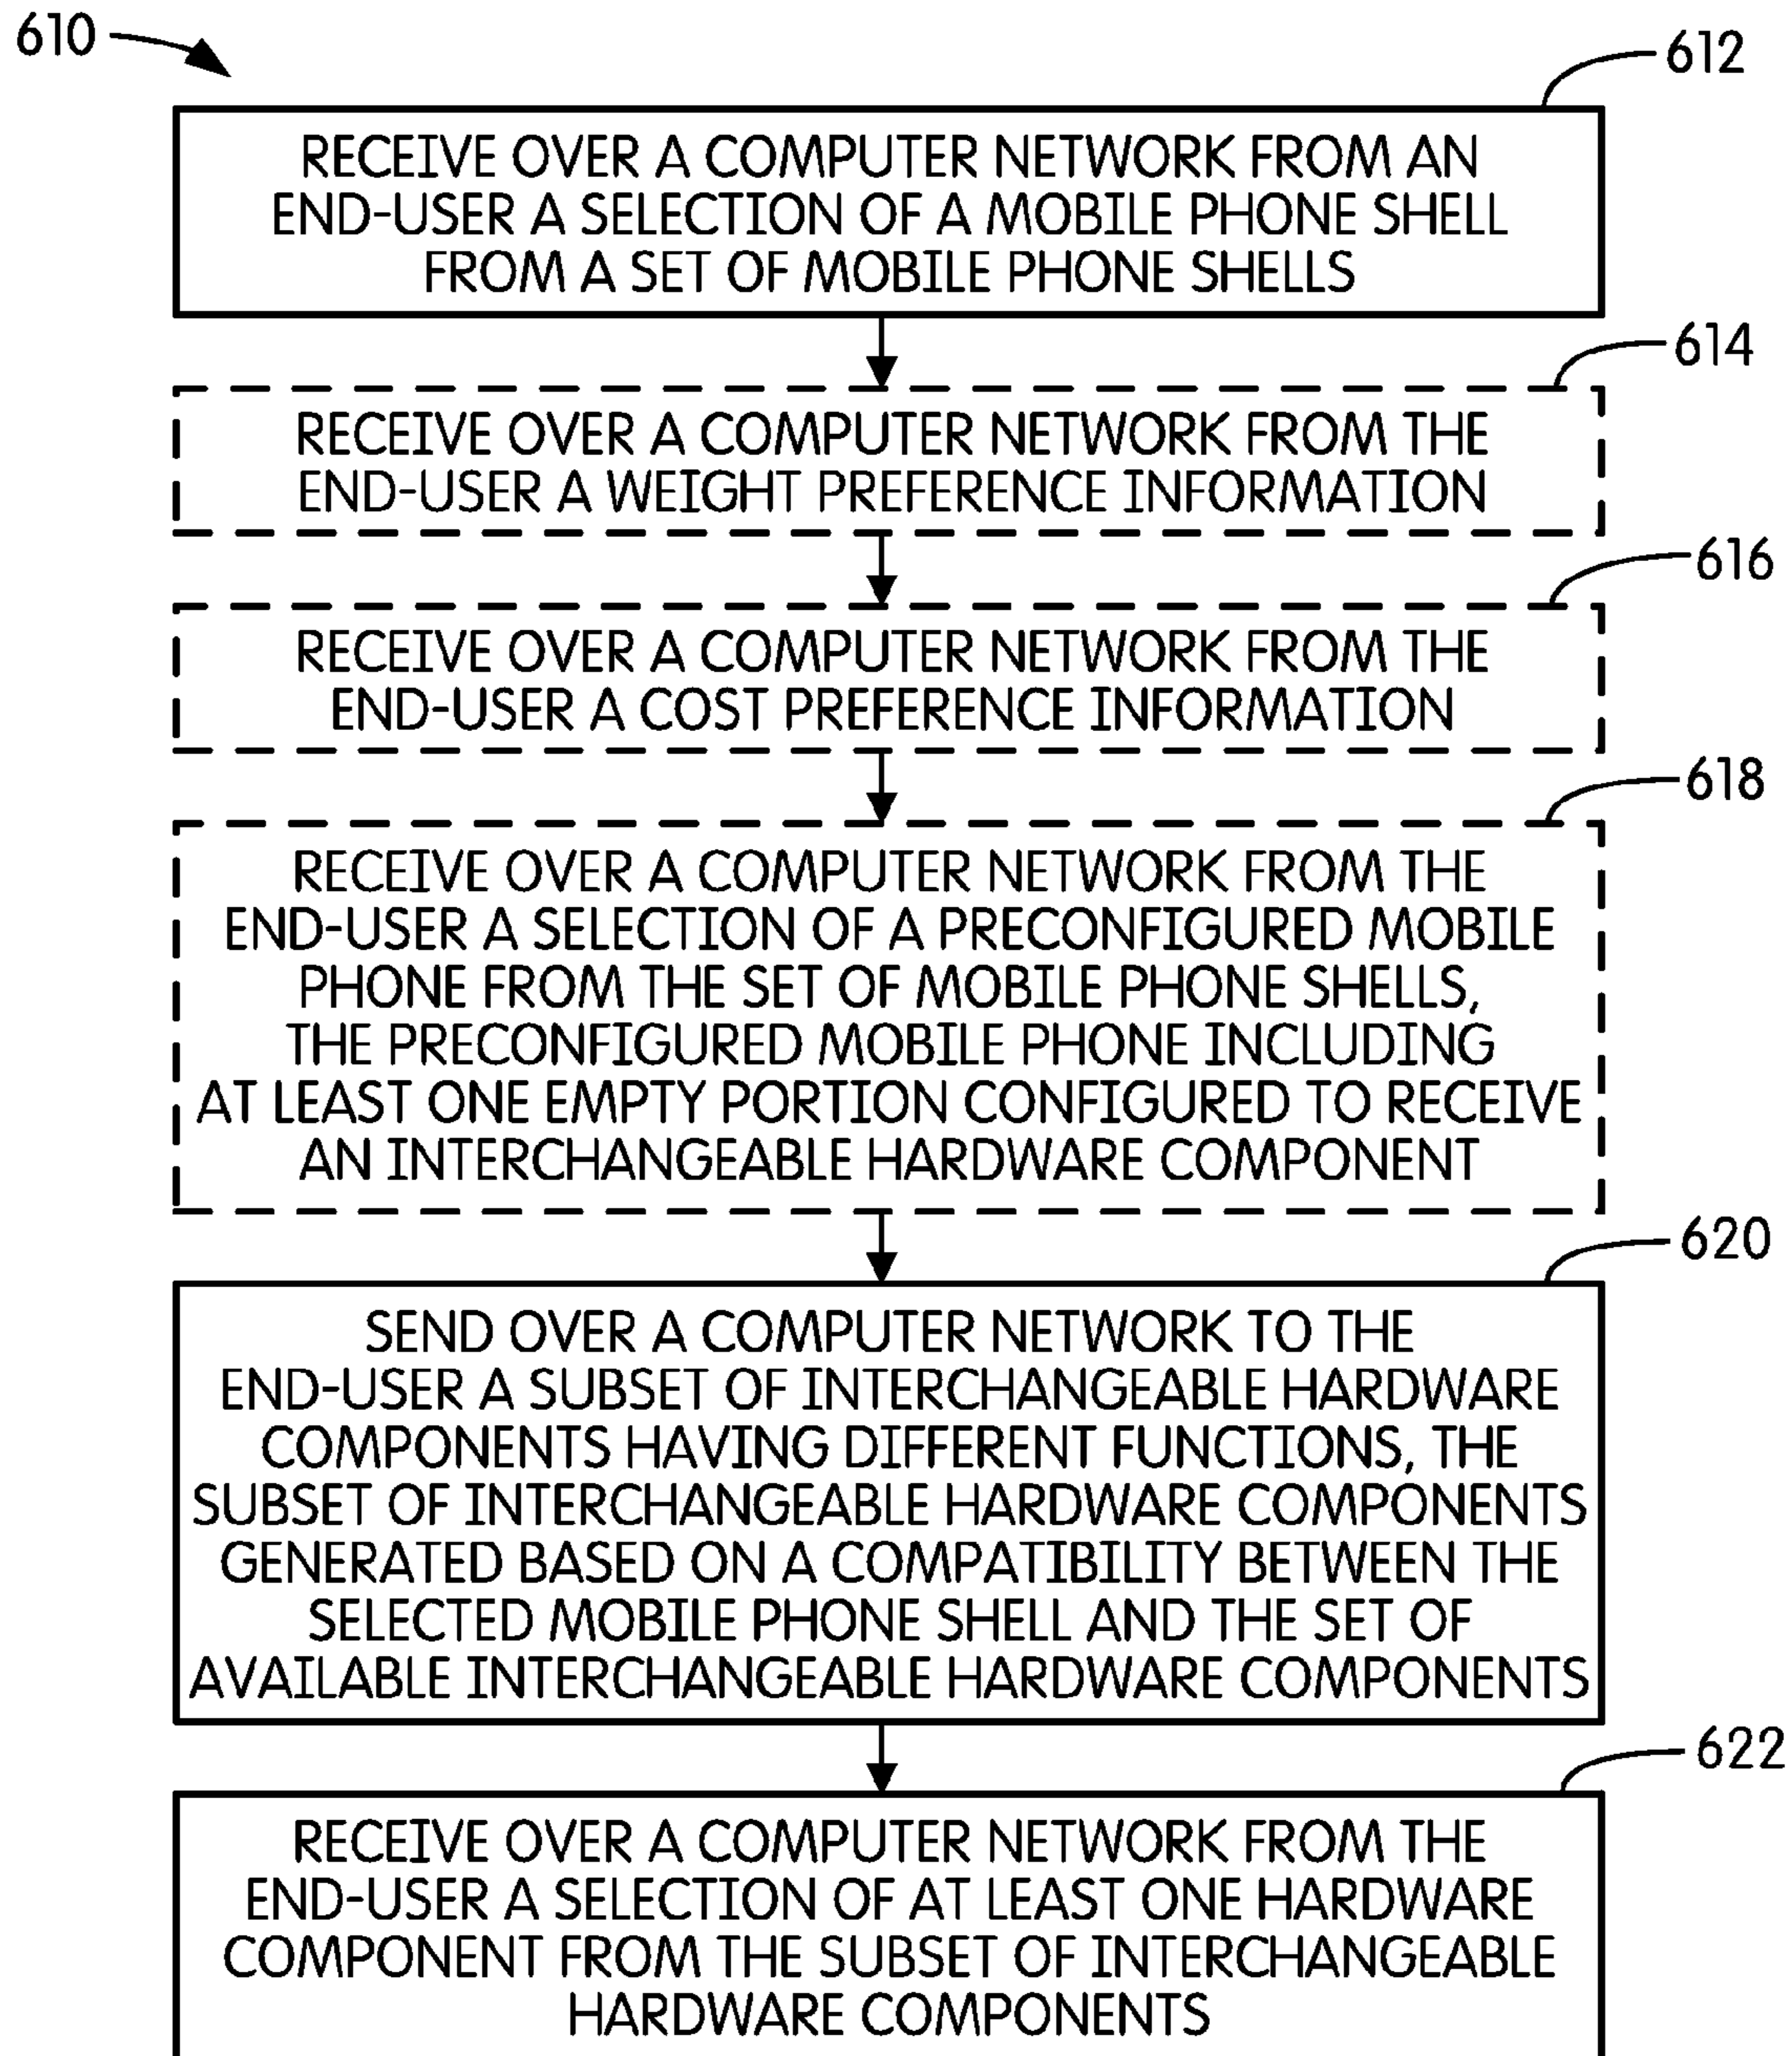 610
612
RECEIVE OVER A COMPUTER NETWORK FROM AN
END-USER A SELECTION OF A MOBILE PHONE SHELL
FROM A SET OF MOBILE PHONE SHELLS
614
RECEIVE OVER A COMPUTER NETWORK FROM THE
END-USER A WEIGHT PREFERENCE INFORMATION
616
RECEIVE OVER A COMPUTER NETWORK FROM THE
END-USER A COST PREFERENCE INFORMATION
618
RECEIVE OVER A COMPUTER NETWORK FROM THE
END-USER A SELECTION OF A PRECONFIGURED MOBILE
PHONE FROM THE SET OF MOBILE PHONE SHELLS,
THE PRECONFIGURED MOBILE PHONE INCLUDING
AT LEAST ONE EMPTY PORTION CONFIGURED TO RECEIVE
AN INTERCHANGEABLE HARDWARE COMPONENT
620
SEND OVER A COMPUTER NETWORK TO THE
END-USER A SUBSET OF INTERCHANGEABLE HARDWARE
COMPONENTS HAVING DIFFERENT FUNCTIONS, THE
SUBSET OF INTERCHANGEABLE HARDWARE COMPONENTS
GENERATED BASED ON A COMPATIBILITY BETWEEN THE
SELECTED MOBILE PHONE SHELL AND THE SET OF
AVAILABLE INTERCHANGEABLE HARDWARE COMPONENTS
622
RECEIVE OVER A COMPUTER NETWORK FROM THE
END-USER A SELECTION OF AT LEAST ONE HARDWARE
COMPONENT FROM THE SUBSET OF INTERCHANGEABLE
HARDWARE COMPONENTS